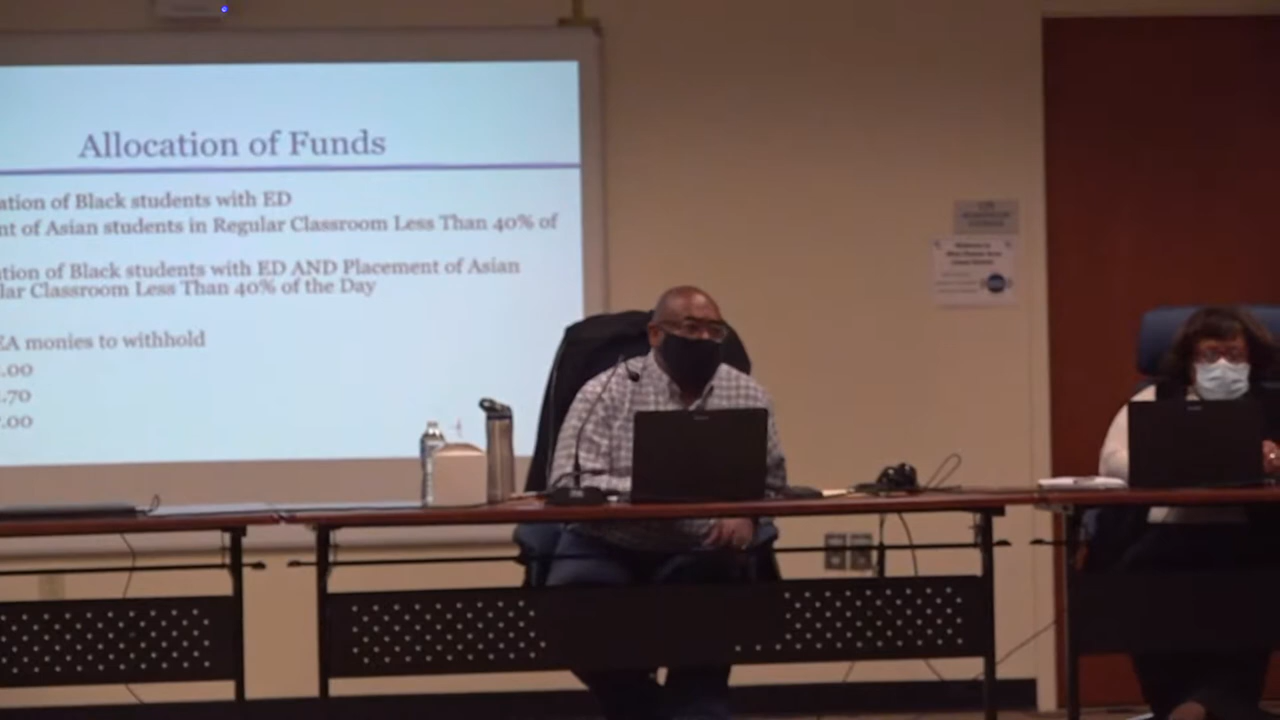 Allocation of Funds
ation of Black students with ED
nt of Asian students in Regular Classroom Less Than 40% of
tion of Black students with ED AND Placement of Asian
lar Classroom Less Than 40% of the Day
EA monies to withhold
.00
.70
.00